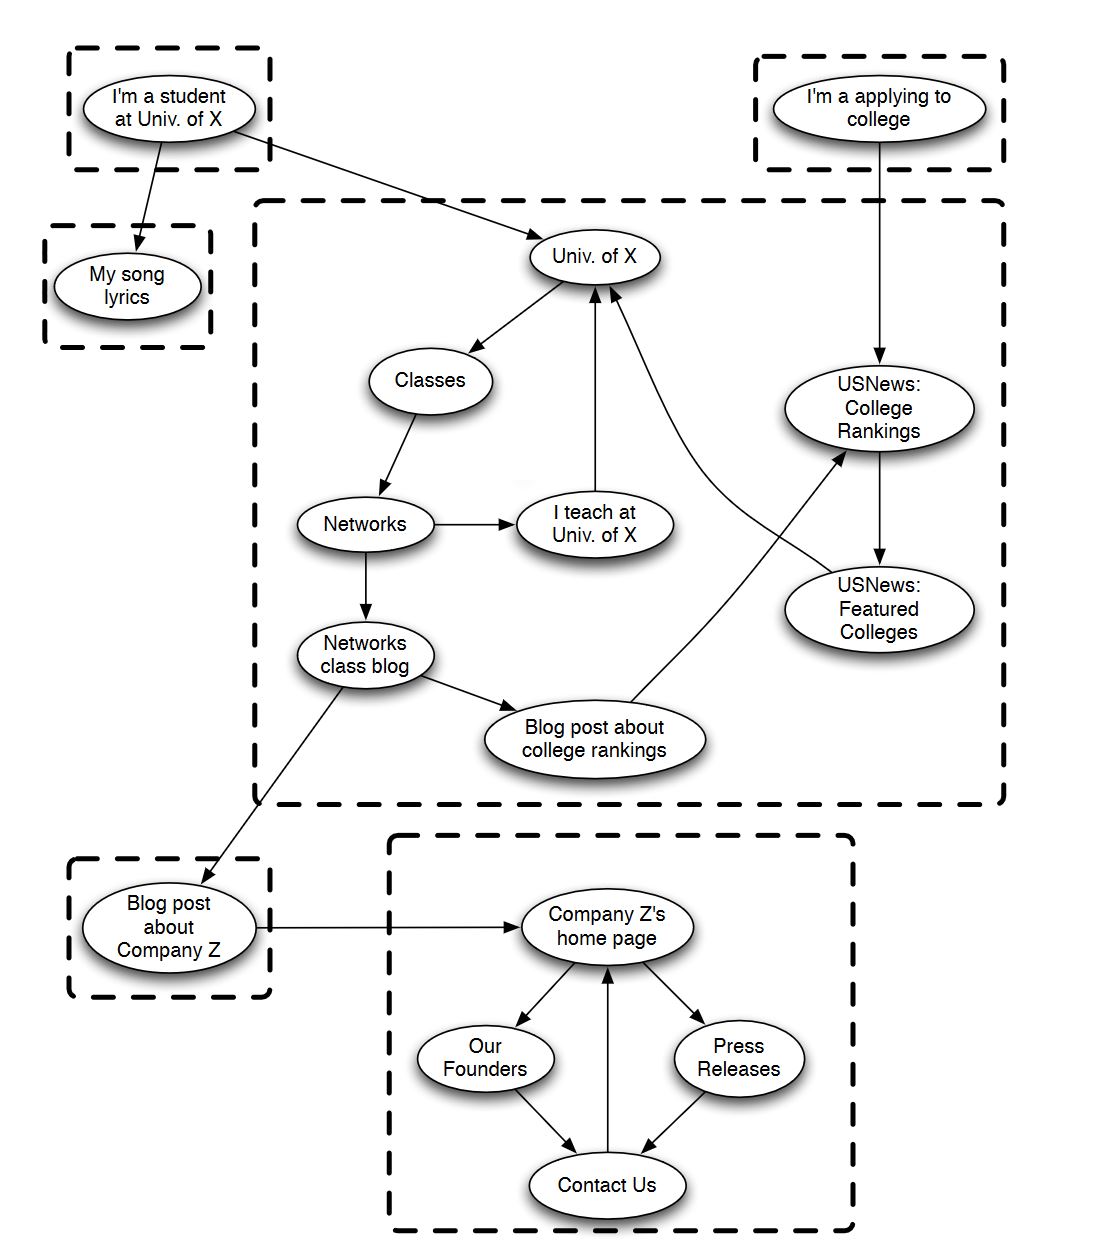 I'm a student
at Univ. of X
I'm a applying to
college
My song
lyrics
Univ. of X
Classes
USNews:
College
Rankings
Networks
I teach at
Univ. of X
USNews:
Featured
Colleges
Networks
class blog
Blog post about
college rankings
Blog post
about
Company Z
Company Z's
home page
Our
Founders
Press
Releases
Contact Us